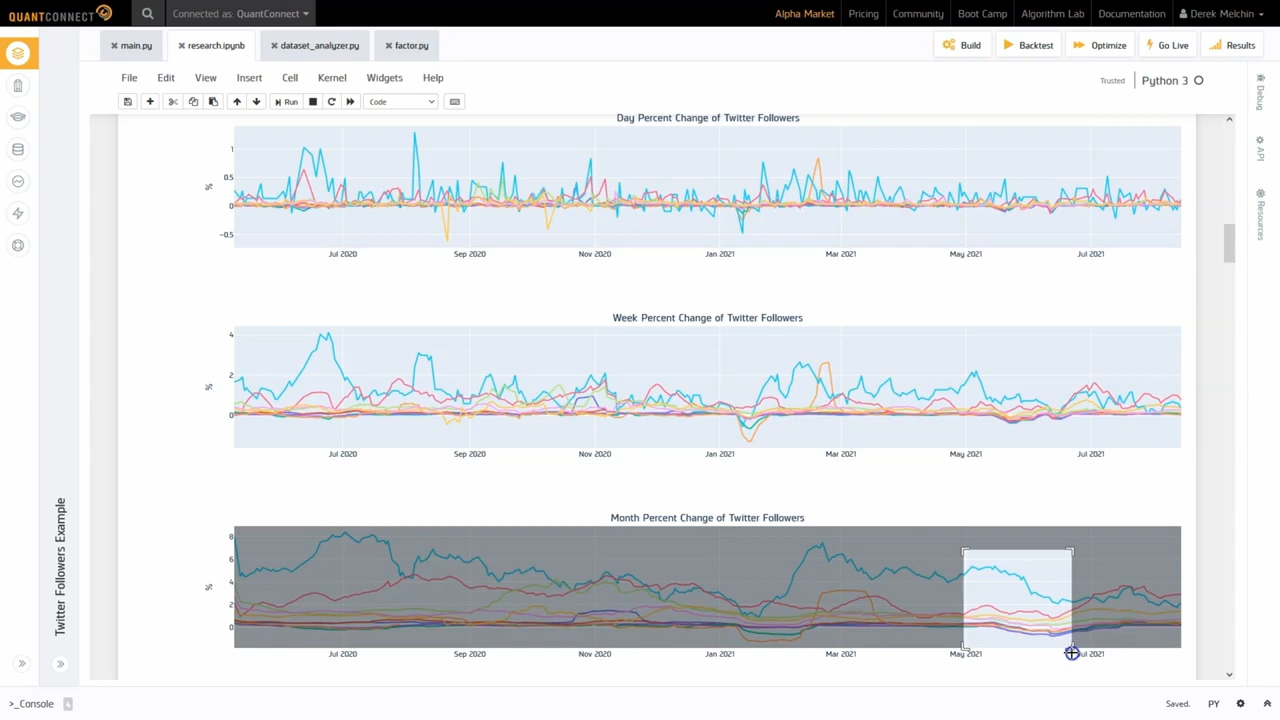 QUANTCONNECT Connected as: QuantConnect Alpha Market Pricing Community Boot Camp Algorithm Lab Documentation Derek Melchin
main.py research.ipynb dataset_analyzer.py factor.py Build Backtest Optimize Go Live Results
File Edit View Insert Cell Kernel Widgets Help Trusted Python 3
Run Code
Debug
API
Resources
Twitter Followers Example
Day Percent Change of Twitter Followers
1
0.5
0
−0.5
%
Jul 2020 Sep 2020 Nov 2020 Jan 2021 Mar 2021 May 2021 Jul 2021
Week Percent Change of Twitter Followers
4
2
0
%
Jul 2020 Sep 2020 Nov 2020 Jan 2021 Mar 2021 May 2021 Jul 2021
Month Percent Change of Twitter Followers
8
6
4
2
0
%
Jul 2020 Sep 2020 Nov 2020 Jan 2021 Mar 2021 May 2021 Jul 2021
>_Console 4 Saved. PY